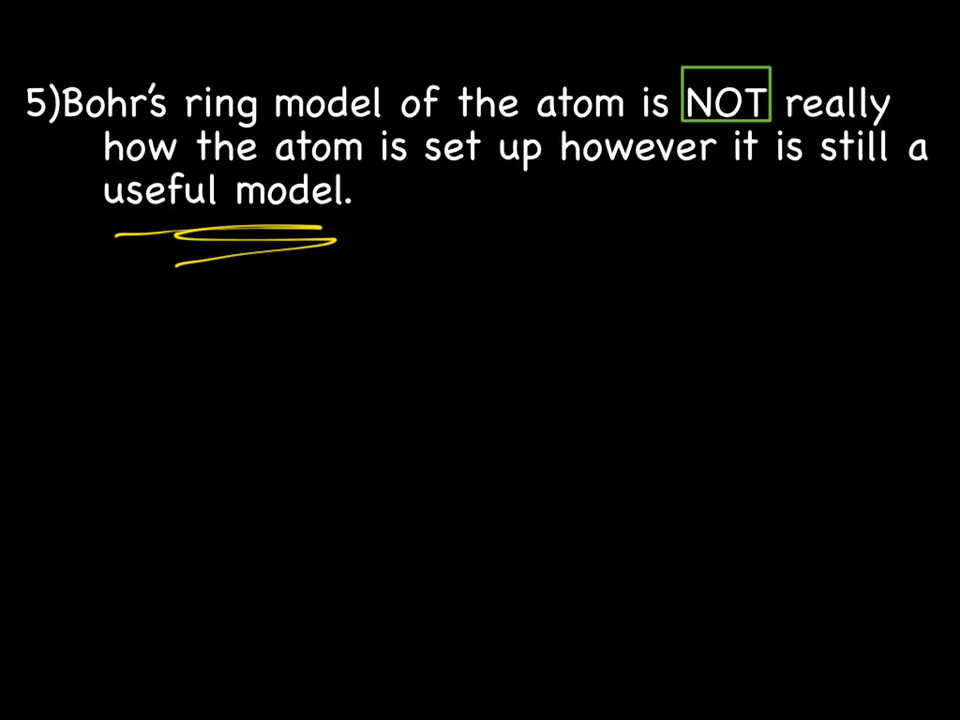 5)Bohr's ring model of the atom is NOT really
how the atom is set up however it is still a
useful model.